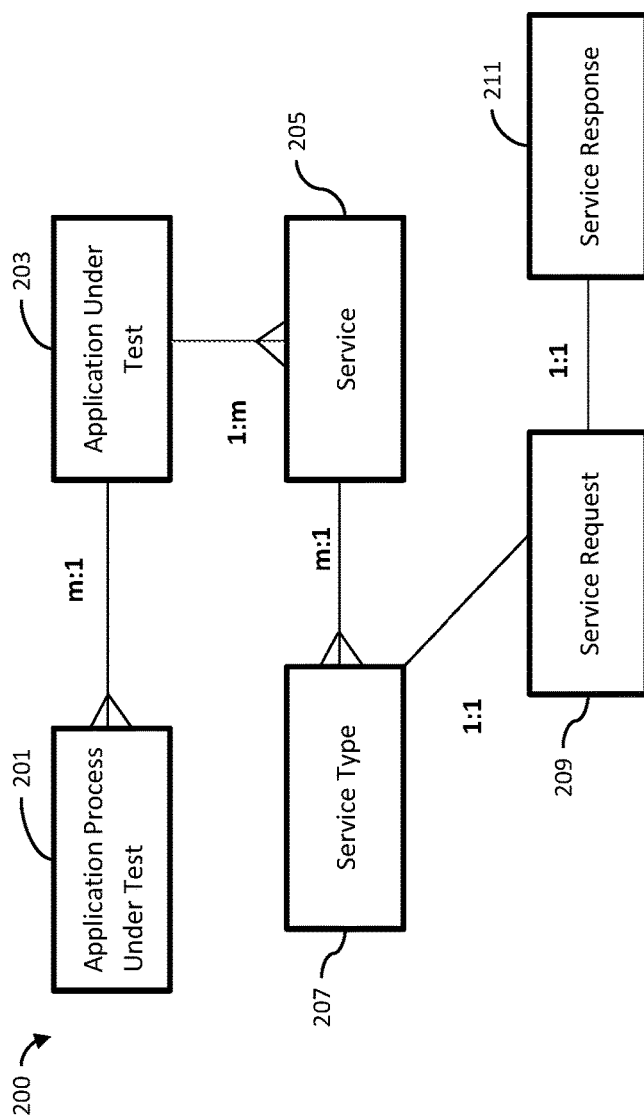 200
201
Application Process
Under Test
m:1
203
Application Under
Test
1:m
207
Service Type
m:1
205
Service
1:1
209
Service Request
1:1
211
Service Response